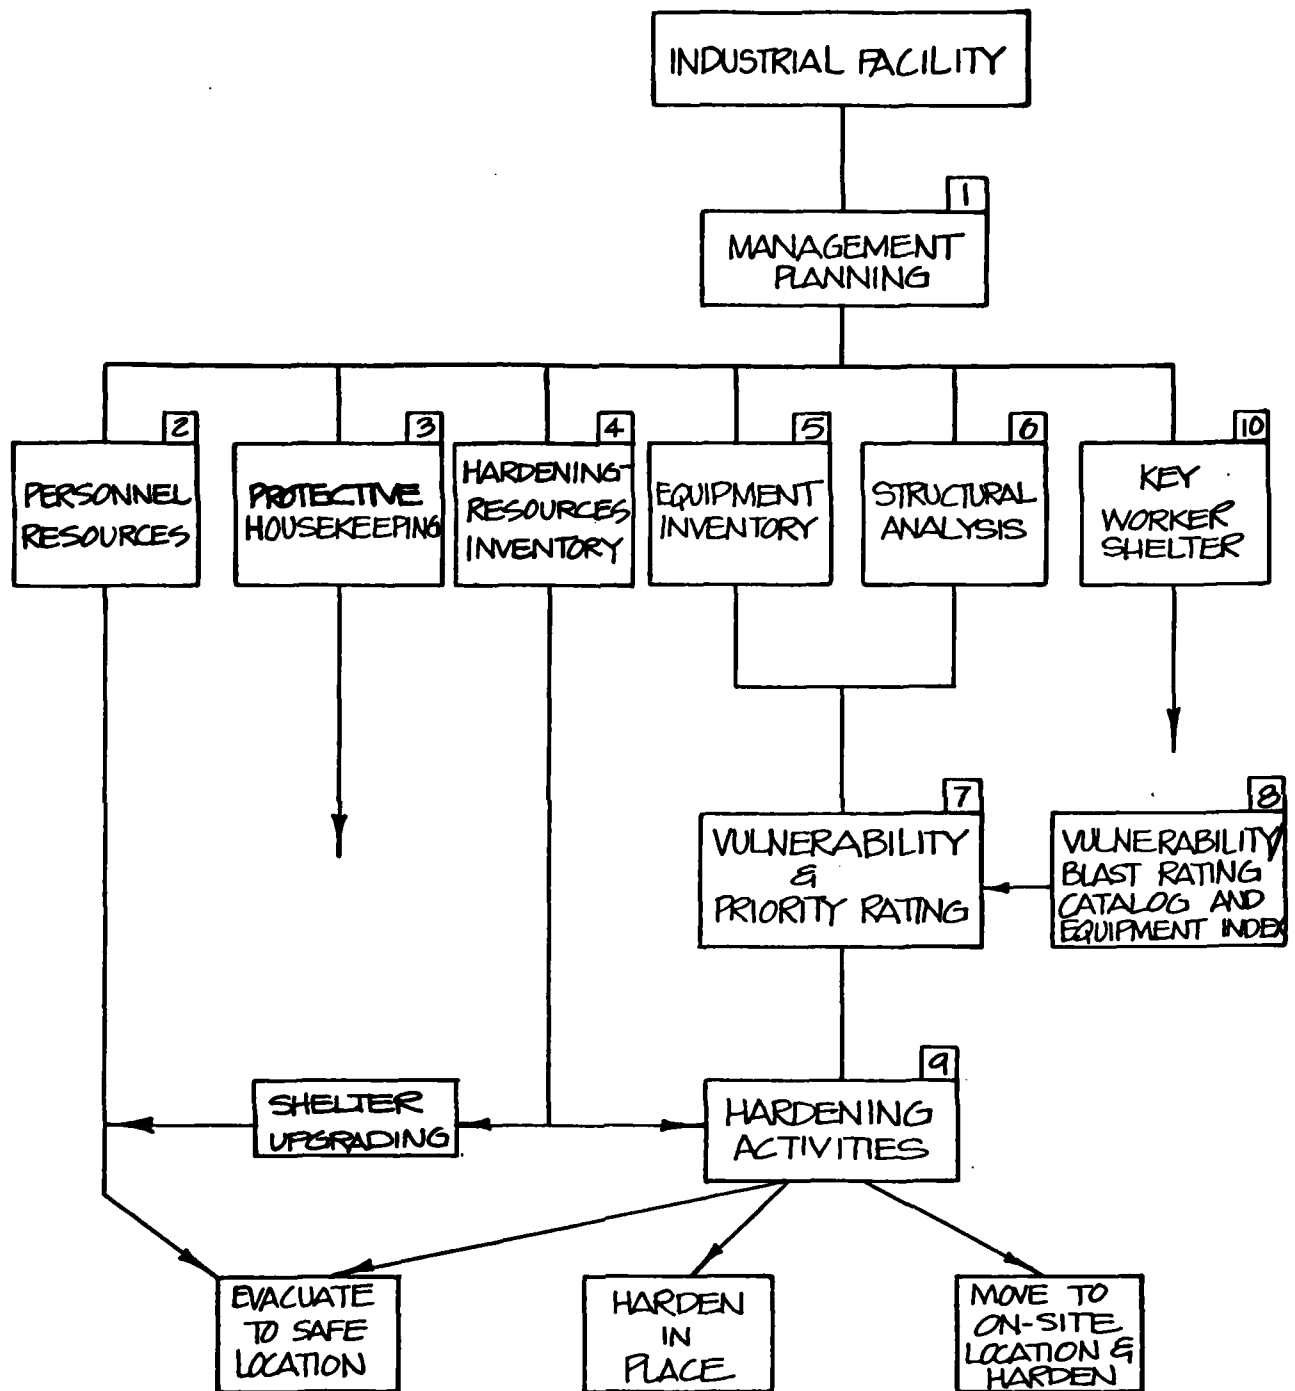 INDUSTRIAL FACILITY
1
MANAGEMENT
PLANNING
2
PERSONNEL
RESOURCES
3
PROTECTIVE
HOUSEKEEPING
4
HARDENING
RESOURCES
INVENTORY
5
EQUIPMENT
INVENTORY
6
STRUCTURAL
ANALYSIS
10
KEY
WORKER
SHELTER
7
VULNERABILITY
&
PRIORITY RATING
8
VULNERABILITY/
BLAST RATING
CATALOG AND
EQUIPMENT INDEX
SHELTER
UPGRADING
9
HARDENING
ACTIVITIES
EVACUATE
TO SAFE
LOCATION
HARDEN
IN
PLACE
MOVE TO
ON-SITE
LOCATION &
HARDEN